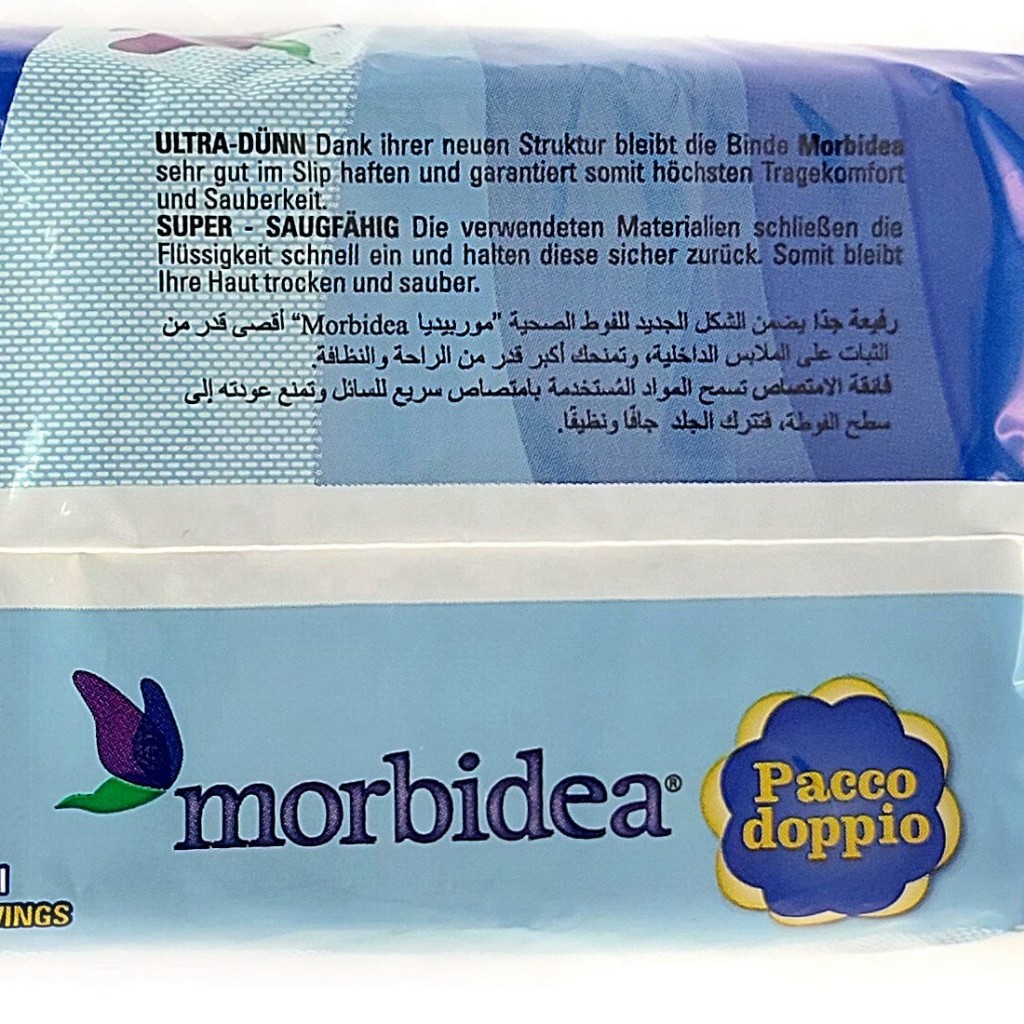 ULTRA-DÜNN Dank ihrer neuen Struktur bleibt die Binde Morbidea
sehr gut im Slip haften und garantiert somit höchsten Tragekomfort
und Sauberkeit.
SUPER - SAUGFÄHIG Die verwendeten Materialien schließen die
Flüssigkeit schnell ein und halten diese sicher zurück. Somit bleibt
Ihre Haut trocken und sauber.
رفيعة جدًا يضمن الشكل الجديد للفوط الصحية "موربيديا Morbidea" أقصى قدر من
الثبات على الملابس الداخلية، وتمنحك أكبر قدر من الراحة والنظافة.
فائقة الامتصاص تسمح المواد المُستخدمة بامتصاص سريع للسائل وتمنع عودته إلى
سطح الفوطة، فتترك الجلد جافًا ونظيفًا.
morbidea®
Pacco
doppio